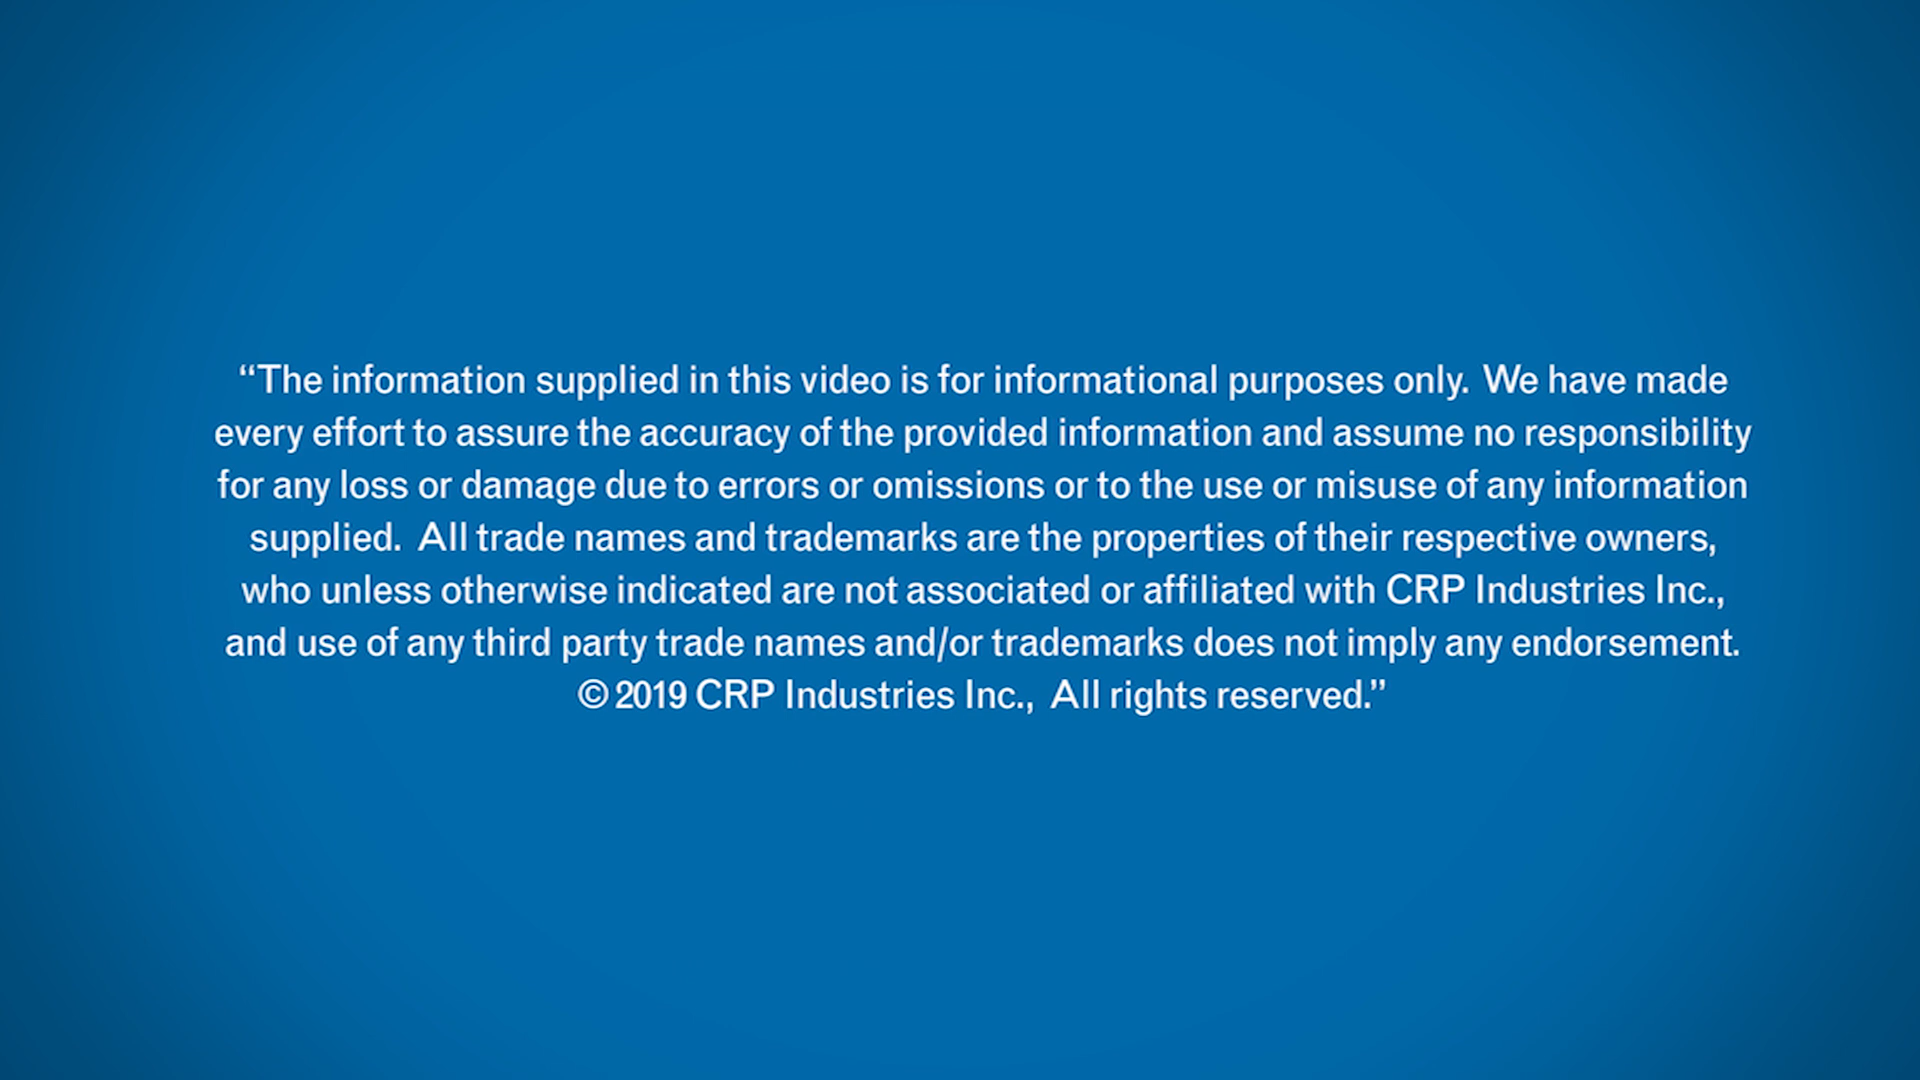 “The information supplied in this video is for informational purposes only.  We have made
every effort to assure the accuracy of the provided information and assume no responsibility
for any loss or damage due to errors or omissions or to the use or misuse of any information
supplied.  All trade names and trademarks are the properties of their respective owners,
who unless otherwise indicated are not associated or affiliated with CRP Industries Inc.,
and use of any third party trade names and/or trademarks does not imply any endorsement.
© 2019 CRP Industries Inc.,  All rights reserved.”